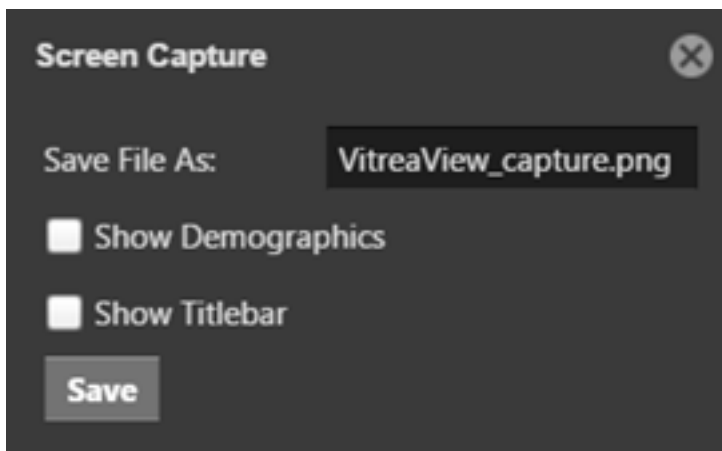 Screen Capture
Save File As: VitreaView_capture.png
Show Demographics
Show Titlebar
Save